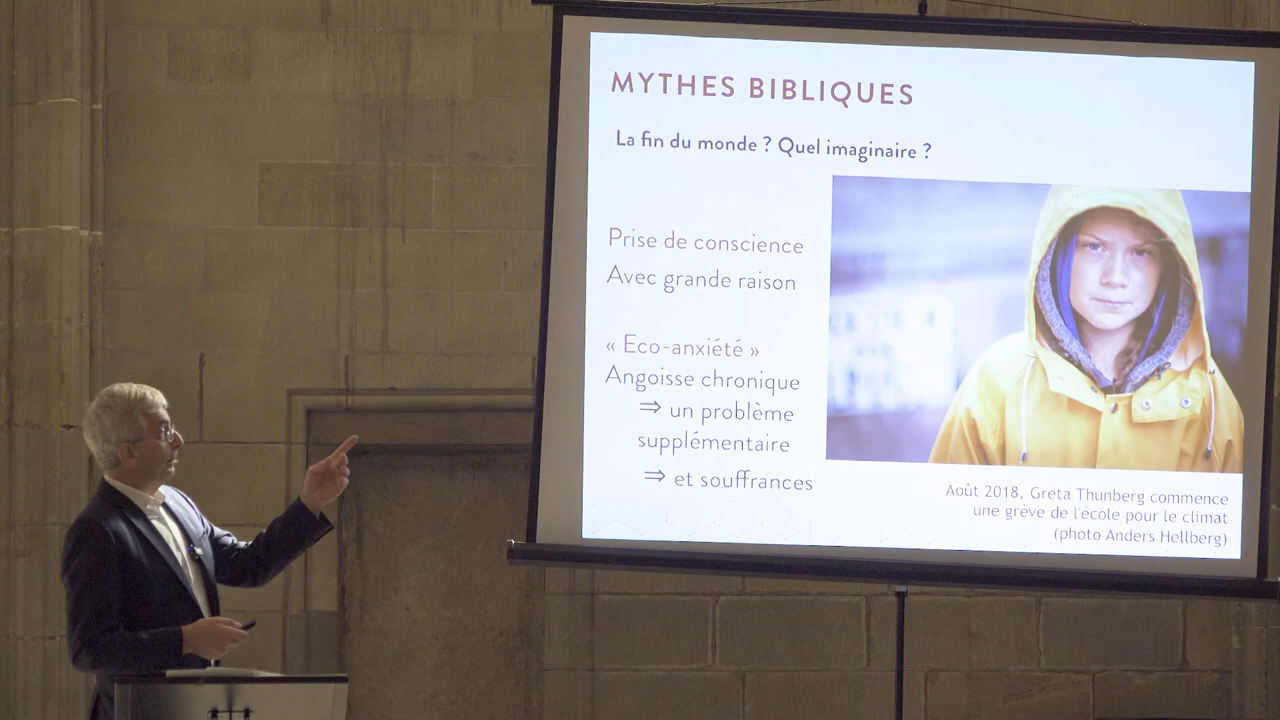 MYTHES BIBLIQUES
La fin du monde ? Quel imaginaire ?
Prise de conscience
Avec grande raison
« Eco-anxiété »
Angoisse chronique
⇒ un problème
supplémentaire
⇒ et souffrances
Août 2018, Greta Thunberg commence
une grève de l'école pour le climat
(photo Anders Hellberg)